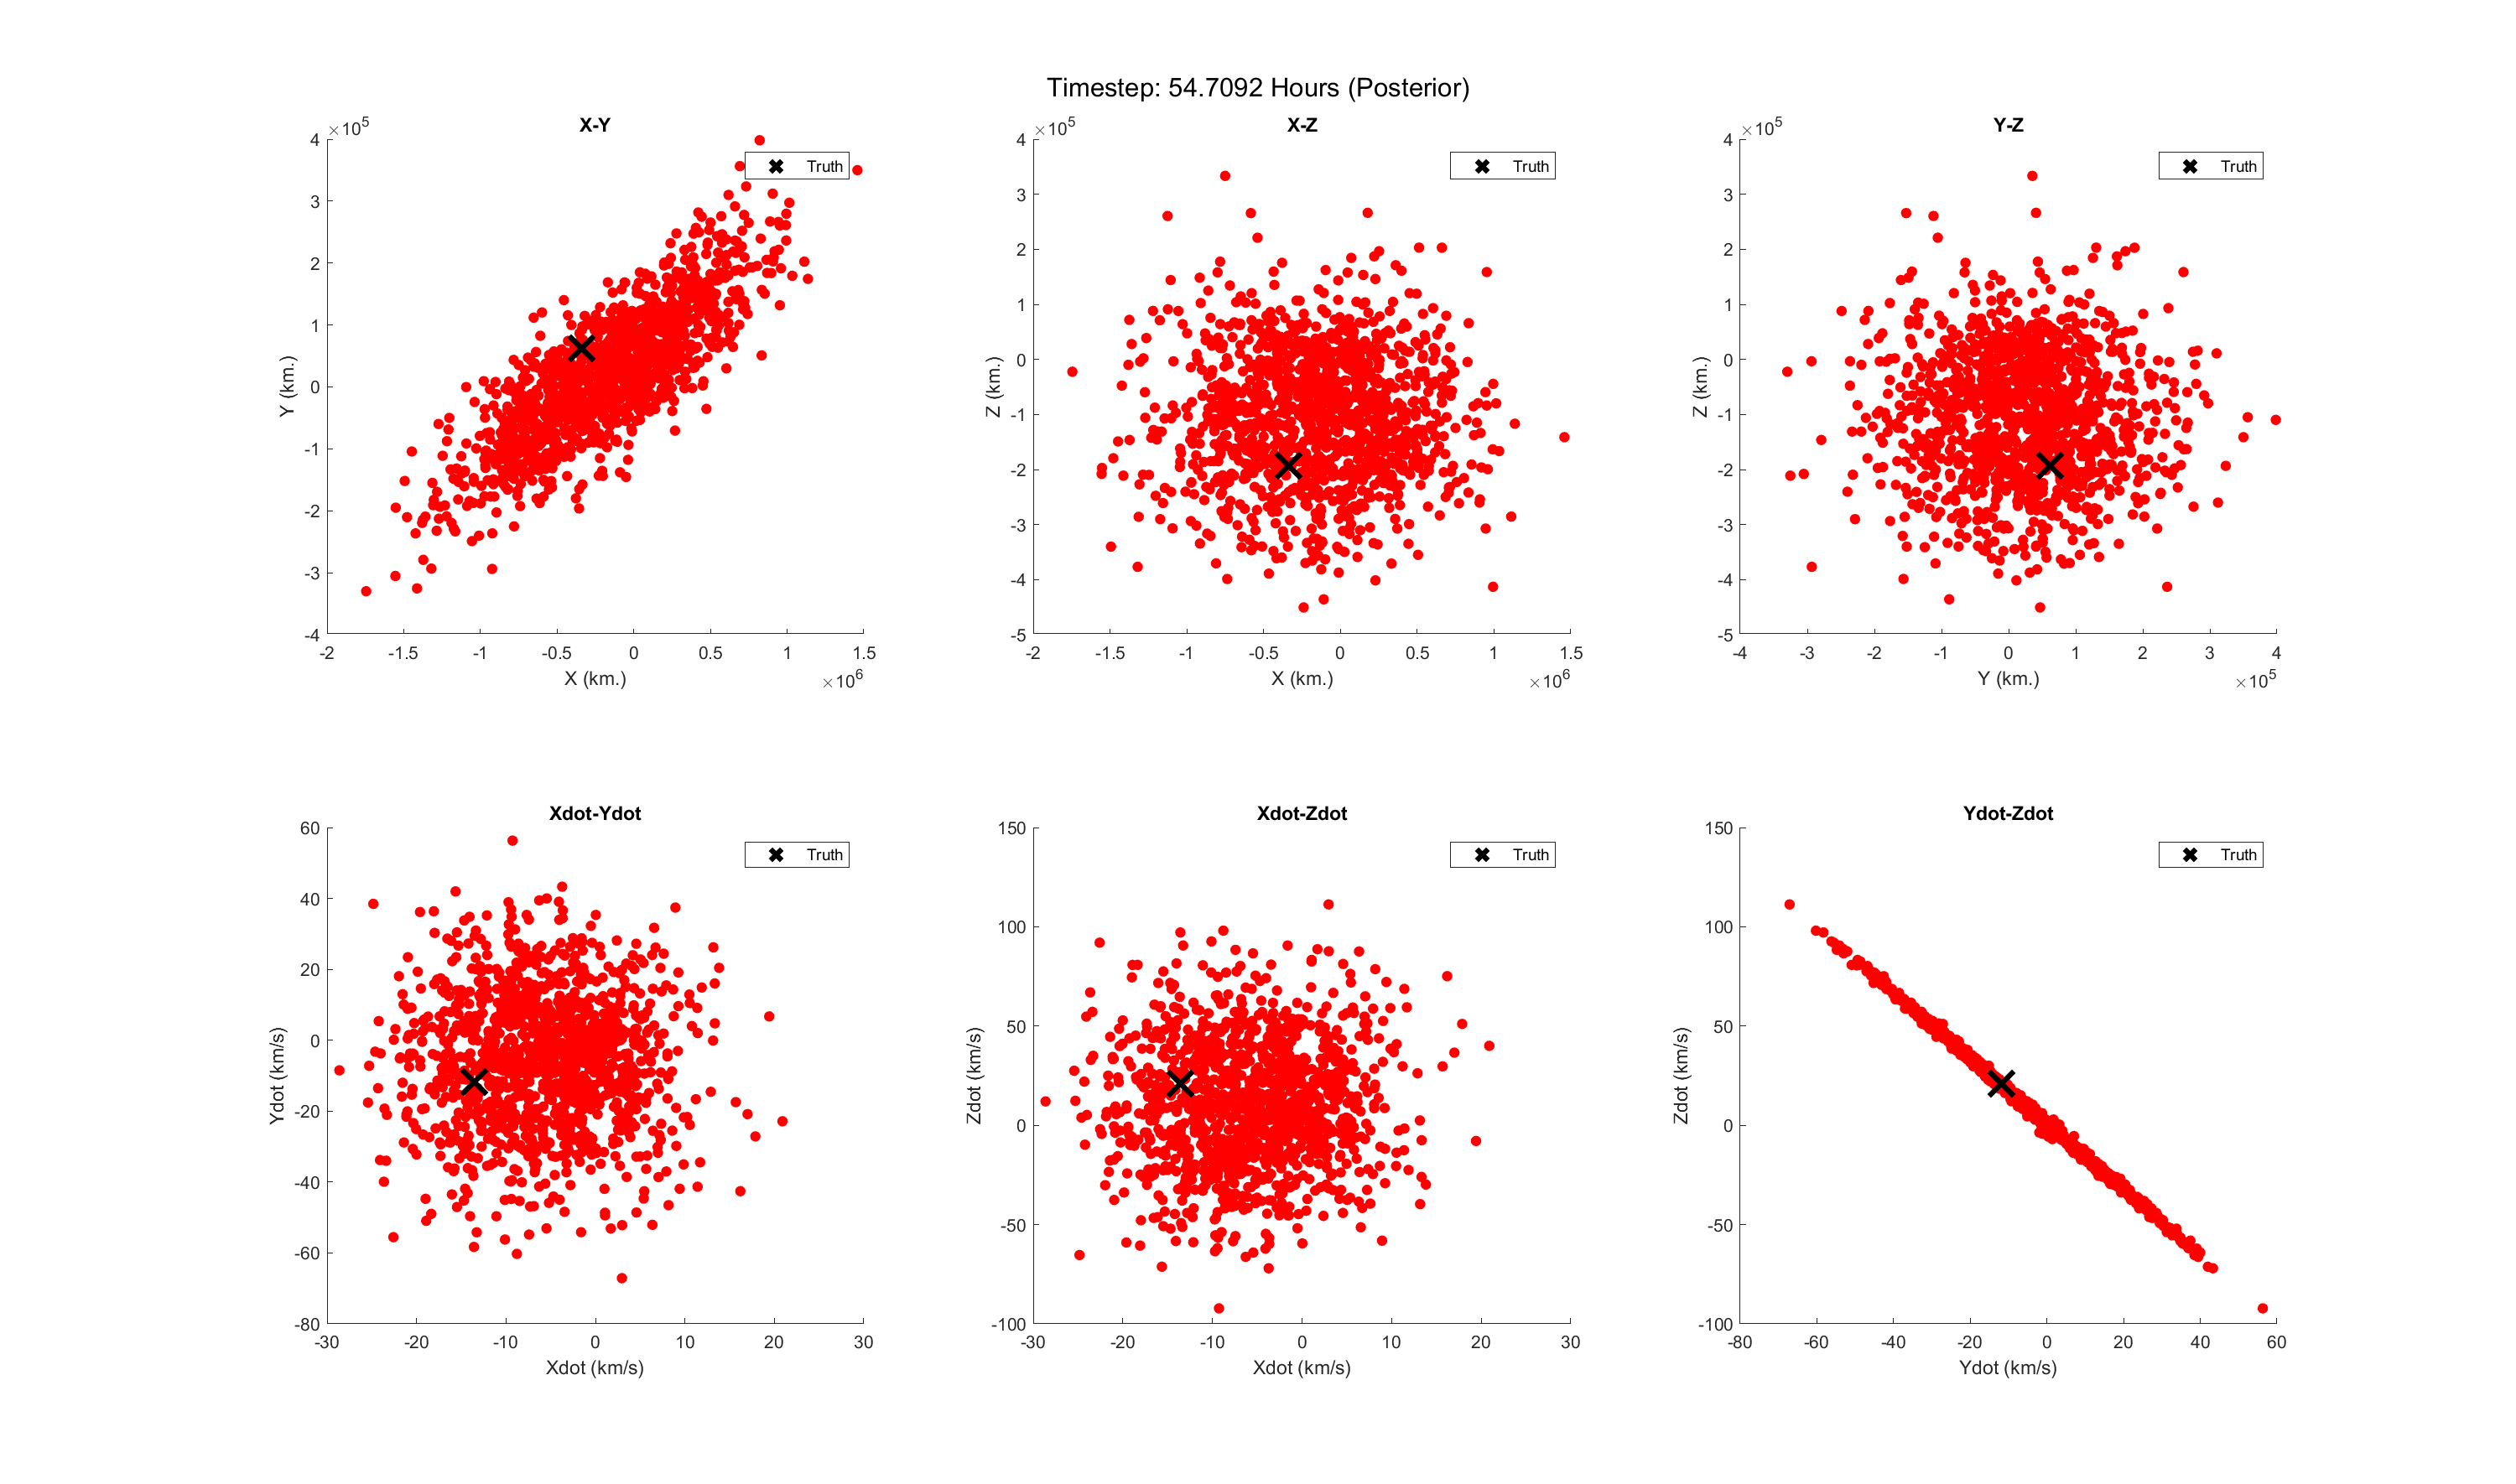 Timestep: 54.7092 Hours (Posterior)
X-Y
×10^5
Truth
4
3
2
1
0
-1
-2
-3
-4
Y (km.)
-2 -1.5 -1 -0.5 0 0.5 1 1.5
X (km.)
×10^6
X-Z
×10^5
Truth
4
3
2
1
0
-1
-2
-3
-4
-5
Z (km.)
-2 -1.5 -1 -0.5 0 0.5 1 1.5
X (km.)
×10^6
Y-Z
×10^5
Truth
4
3
2
1
0
-1
-2
-3
-4
-5
Z (km.)
-4 -3 -2 -1 0 1 2 3 4
Y (km.)
×10^5
Xdot-Ydot
Truth
60
40
20
0
-20
-40
-60
-80
Ydot (km/s)
-30 -20 -10 0 10 20 30
Xdot (km/s)
Xdot-Zdot
Truth
150
100
50
0
-50
-100
Zdot (km/s)
-30 -20 -10 0 10 20 30
Xdot (km/s)
Ydot-Zdot
Truth
150
100
50
0
-50
-100
Zdot (km/s)
-80 -60 -40 -20 0 20 40 60
Ydot (km/s)